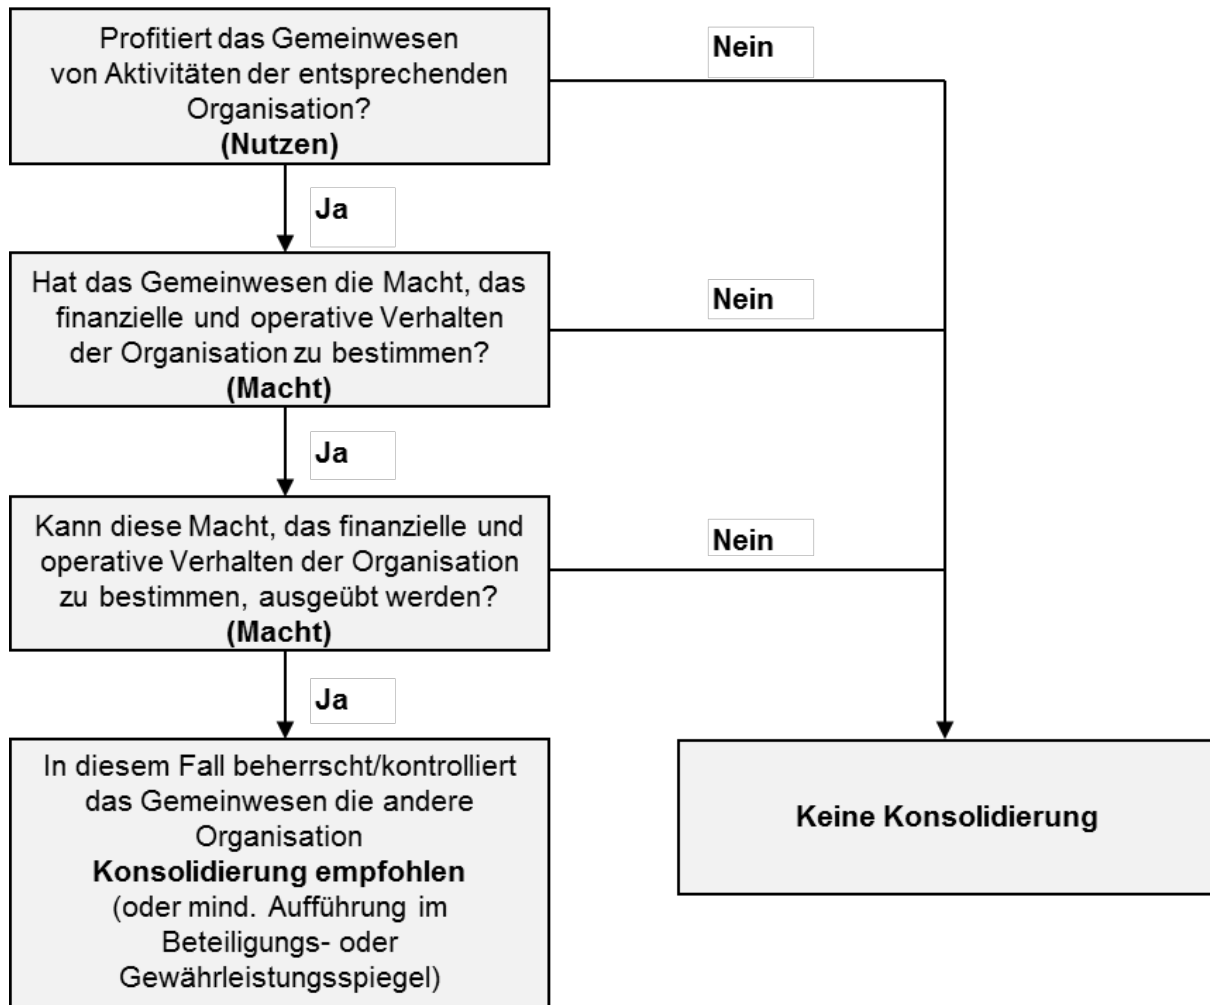 Profitiert das Gemeinwesen
von Aktivitäten der entsprechenden
Organisation?
(Nutzen)
Nein
Ja
Hat das Gemeinwesen die Macht, das
finanzielle und operative Verhalten
der Organisation zu bestimmen?
(Macht)
Nein
Ja
Kann diese Macht, das finanzielle und
operative Verhalten der Organisation
zu bestimmen, ausgeübt werden?
(Macht)
Nein
Ja
In diesem Fall beherrscht/kontrolliert
das Gemeinwesen die andere
Organisation
Konsolidierung empfohlen
(oder mind. Aufführung im
Beteiligungs- oder
Gewährleistungsspiegel)
Keine Konsolidierung